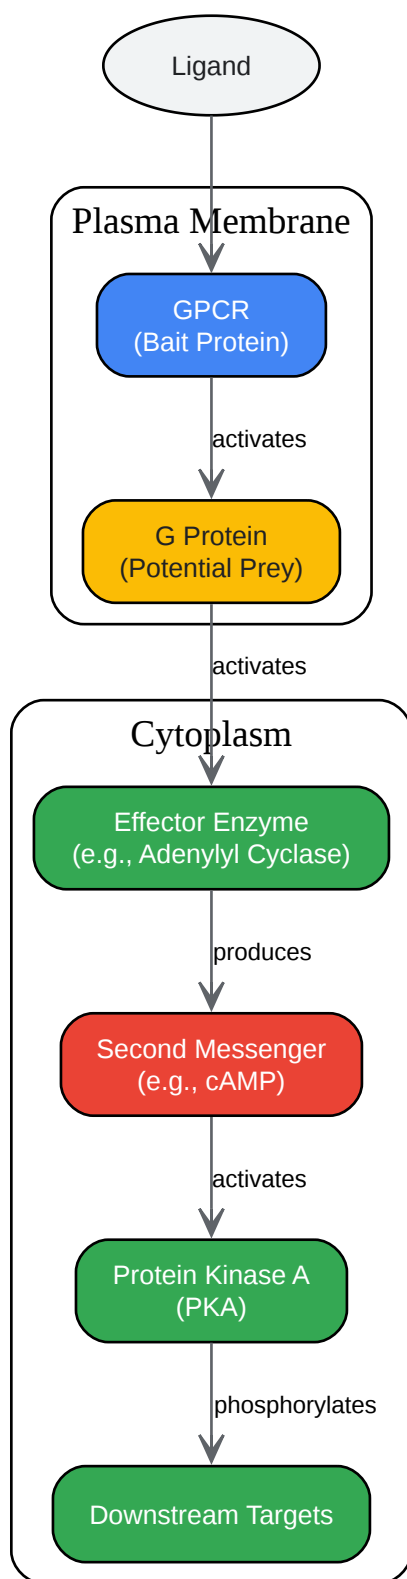 Ligand
Plasma Membrane
GPCR
(Bait Protein)
activates
G Protein
(Potential Prey)
activates
Cytoplasm
Effector Enzyme
(e.g., Adenylyl Cyclase)
produces
Second Messenger
(e.g., cAMP)
activates
Protein Kinase A
(PKA)
phosphorylates
Downstream Targets